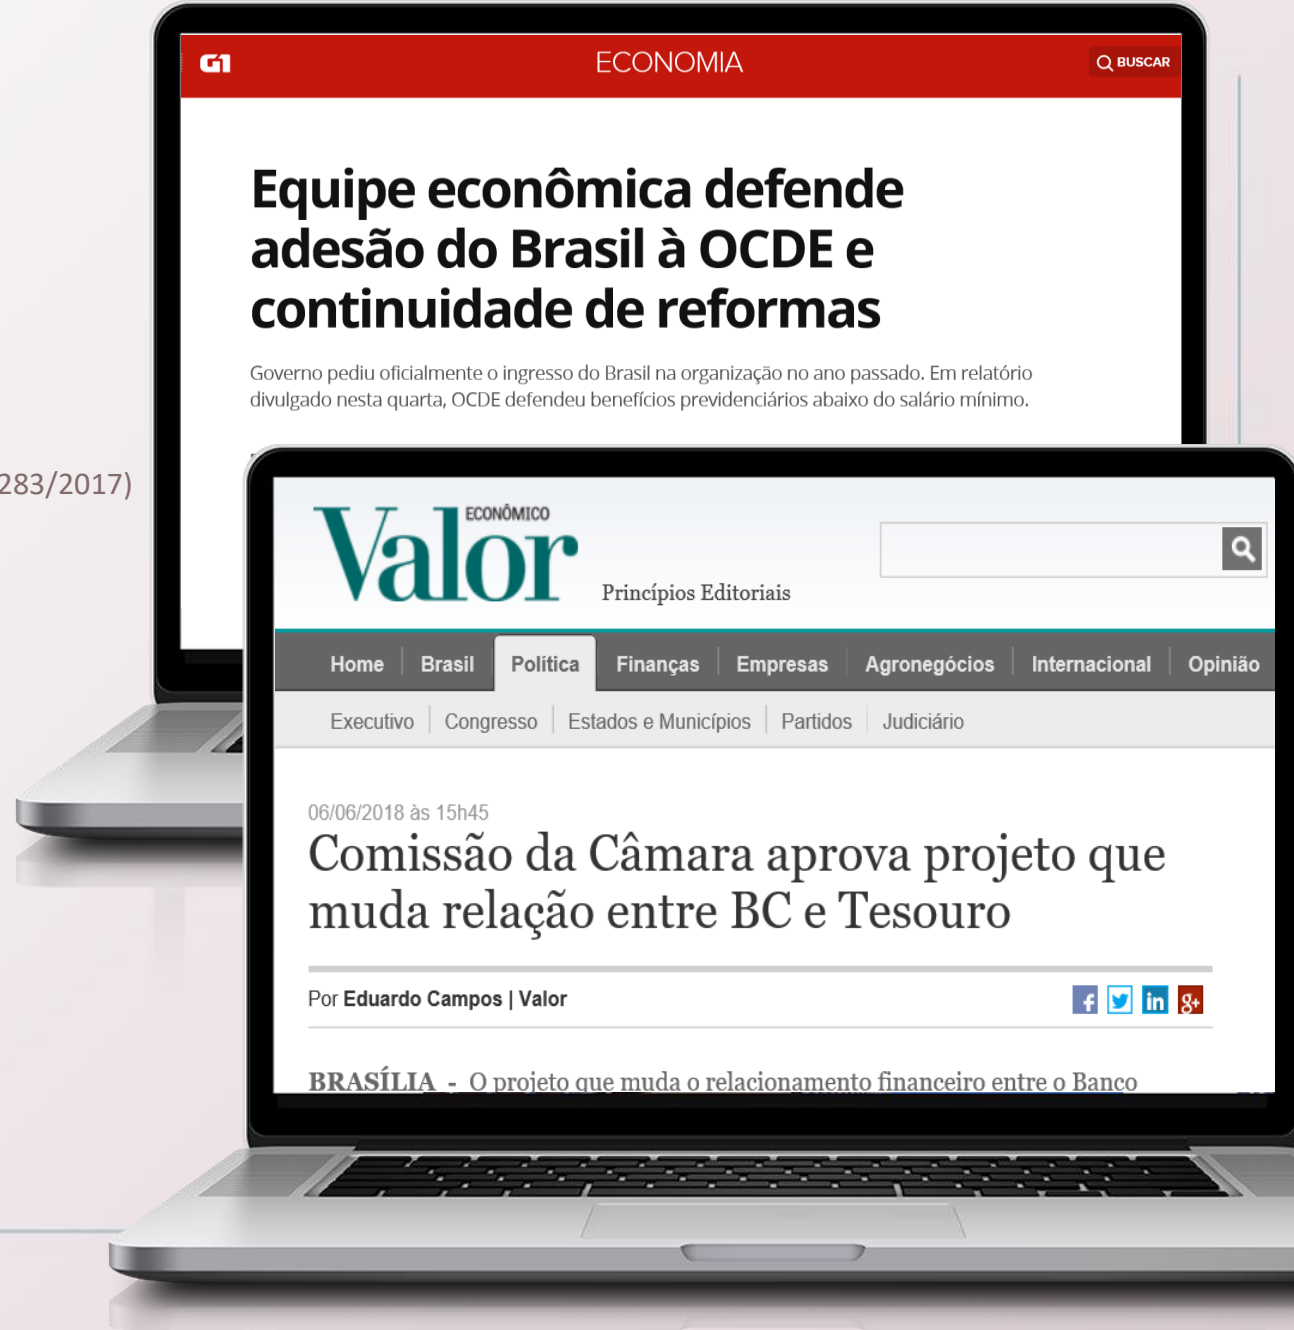 G1
ECONOMIA
BUSCAR
Equipe econômica defende
adesão do Brasil à OCDE e
continuidade de reformas
Governo pediu oficialmente o ingresso do Brasil na organização no ano passado. Em relatório
divulgado nesta quarta, OCDE defendeu benefícios previdenciários abaixo do salário mínimo.
283/2017)
Valor ECONÔMICO
Princípios Editoriais
Home Brasil Política Finanças Empresas Agronegócios Internacional Opinião
Executivo Congresso Estados e Municípios Partidos Judiciário
06/06/2018 às 15h45
Comissão da Câmara aprova projeto que
muda relação entre BC e Tesouro
Por Eduardo Campos | Valor
f in g+
BRASÍLIA - O projeto que muda o relacionamento financeiro entre o Banco